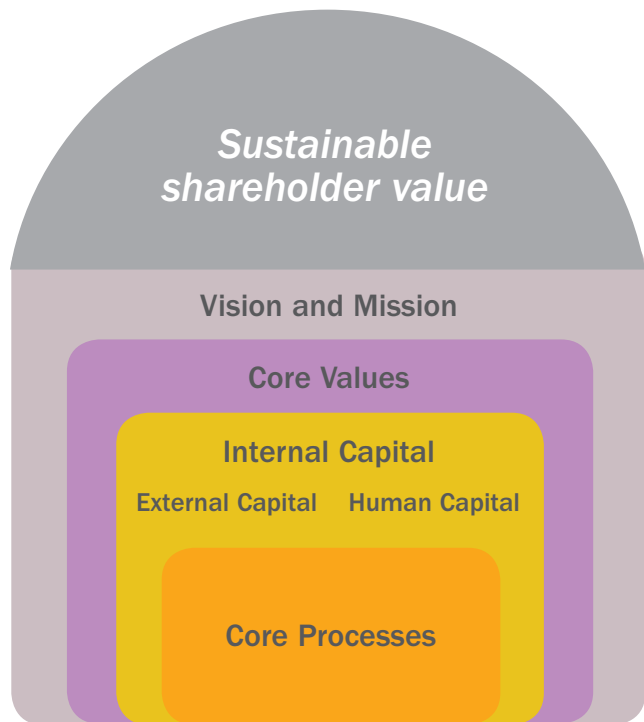 Sustainable
shareholder value
Vision and Mission
Core Values
Internal Capital
External Capital Human Capital
Core Processes